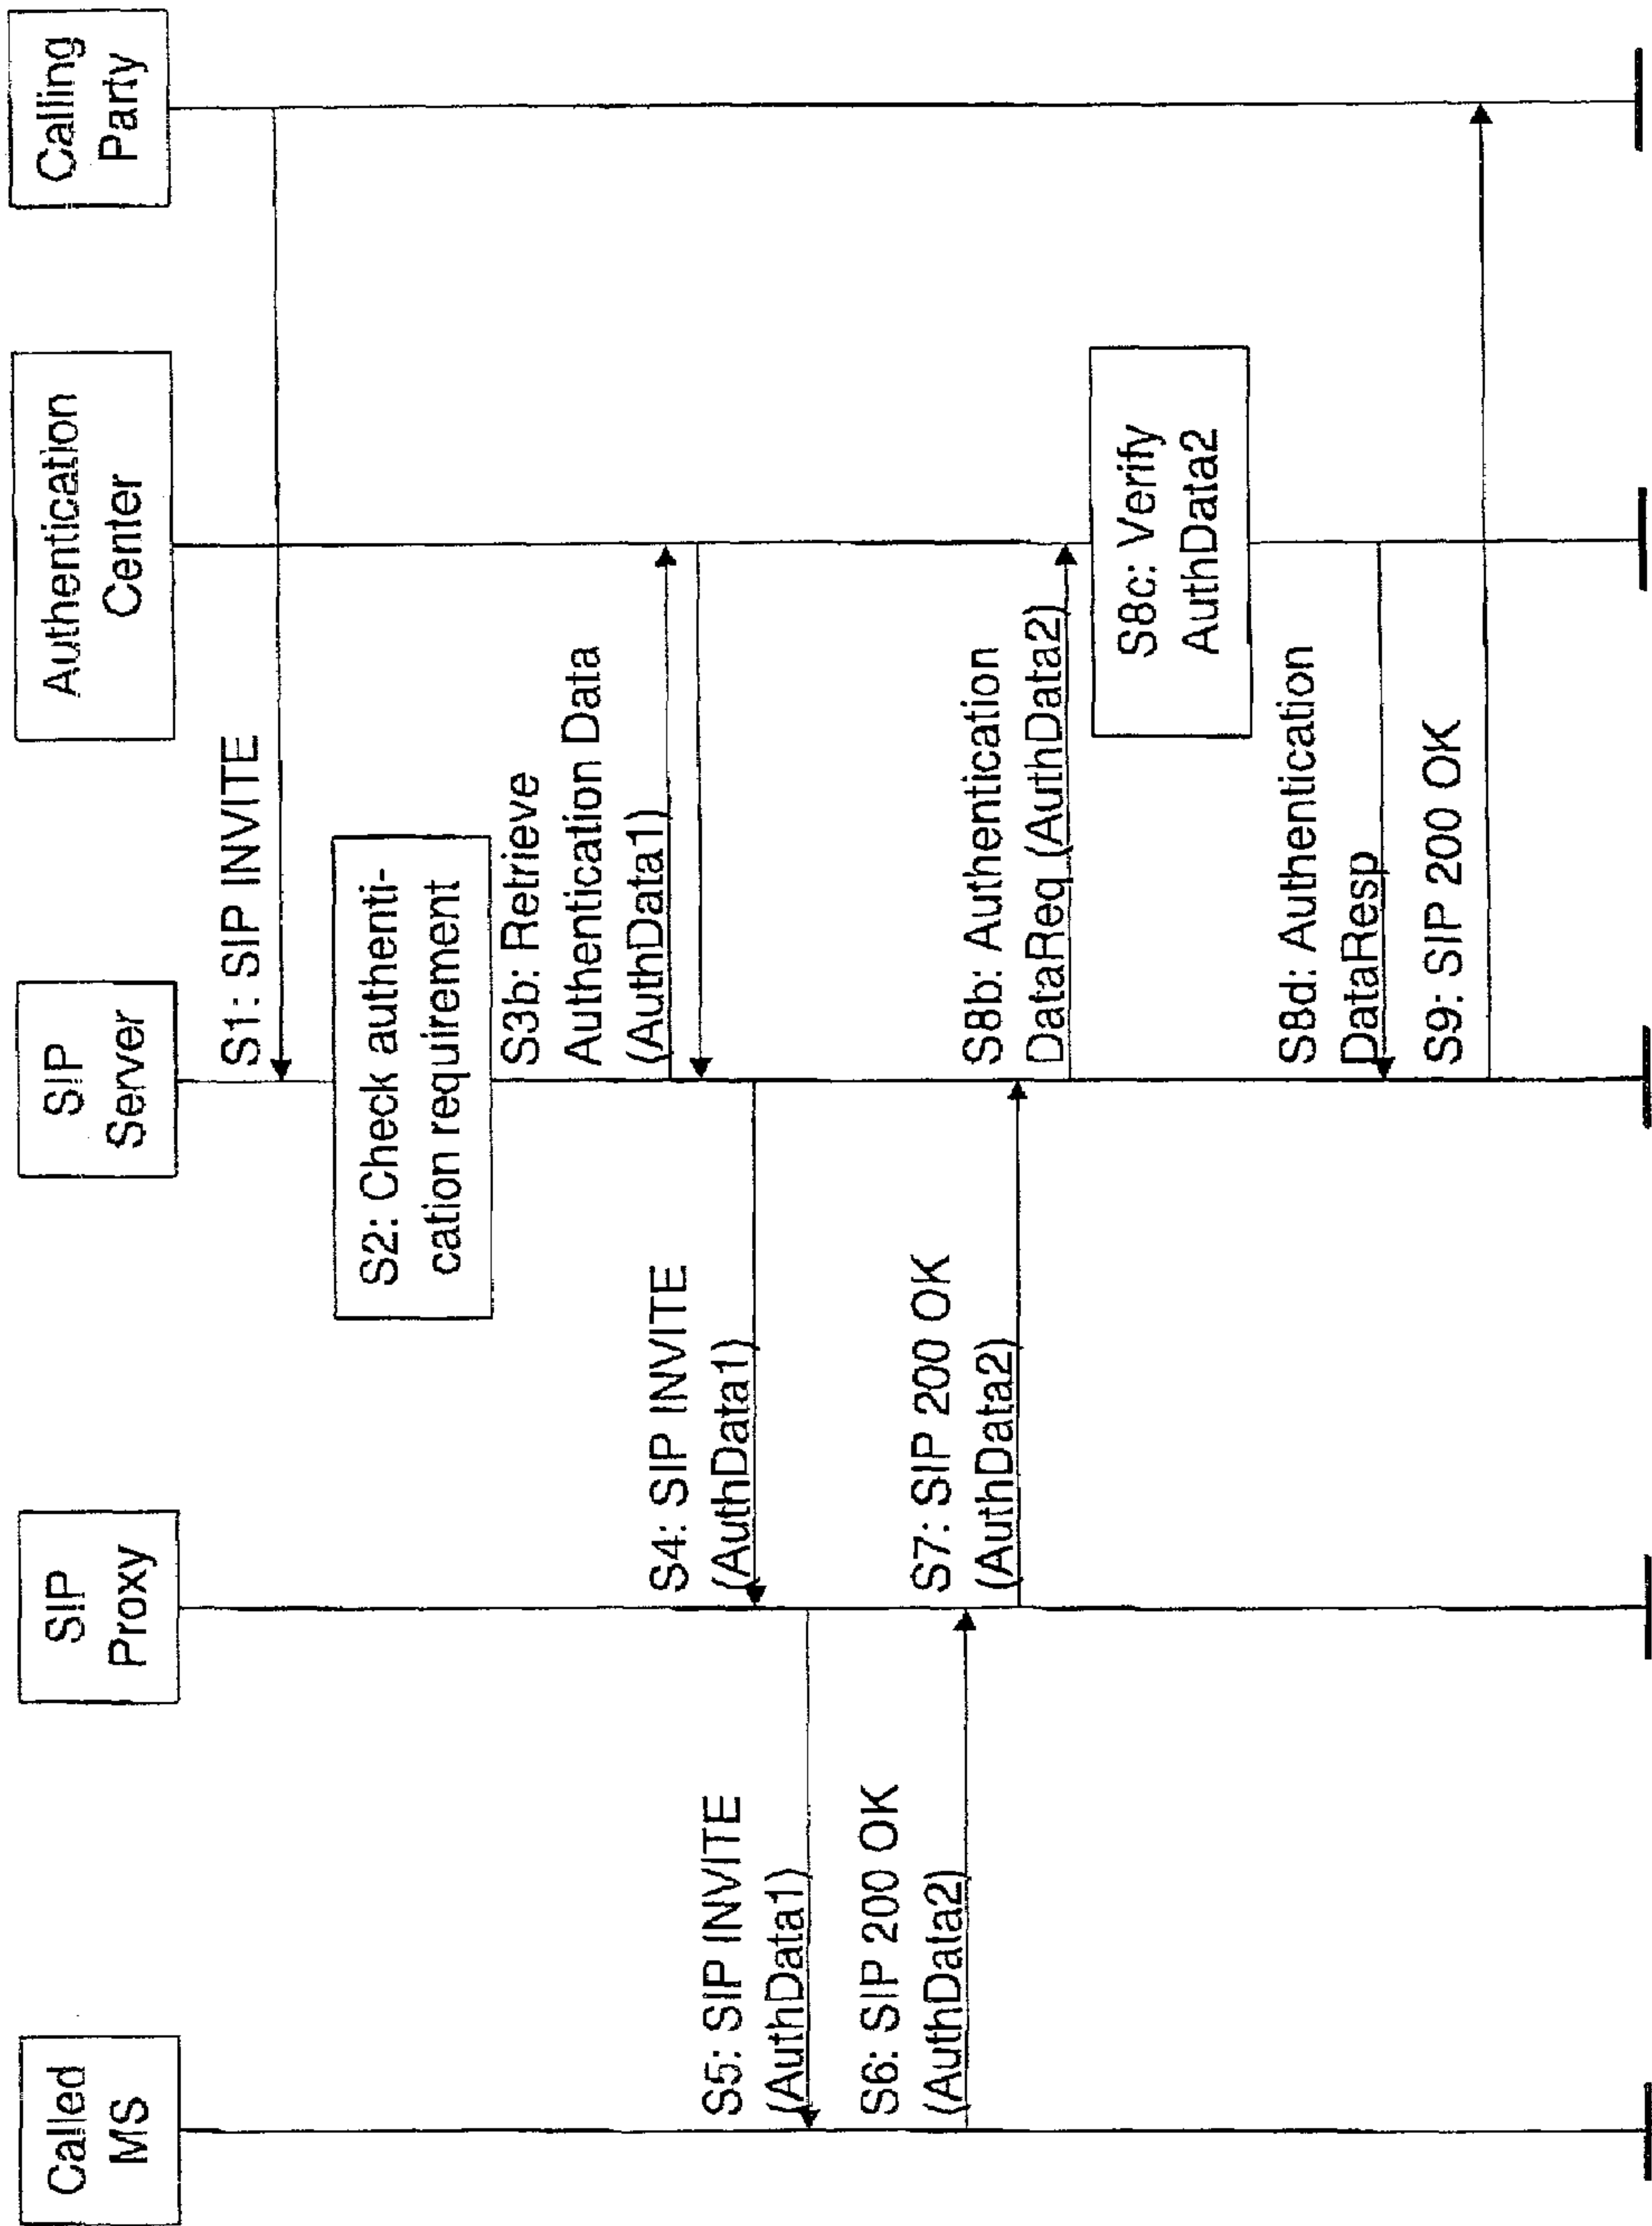 Called
MS
SIP
Proxy
SIP
Server
Authentication
Center
Calling
Party
S1: SIP INVITE
S2: Check authenti-
cation requirement
S3b: Retrieve
Authentication Data
(AuthData1)
S4: SIP INVITE
(AuthData1)
S5: SIP INVITE
(AuthData1)
S6: SIP 200 OK
(AuthData2)
S7: SIP 200 OK
(AuthData2)
S8b: Authentication
DataReq (AuthData2)
S8c: Verify
AuthData2
S8d: Authentication
DataResp
S9: SIP 200 OK